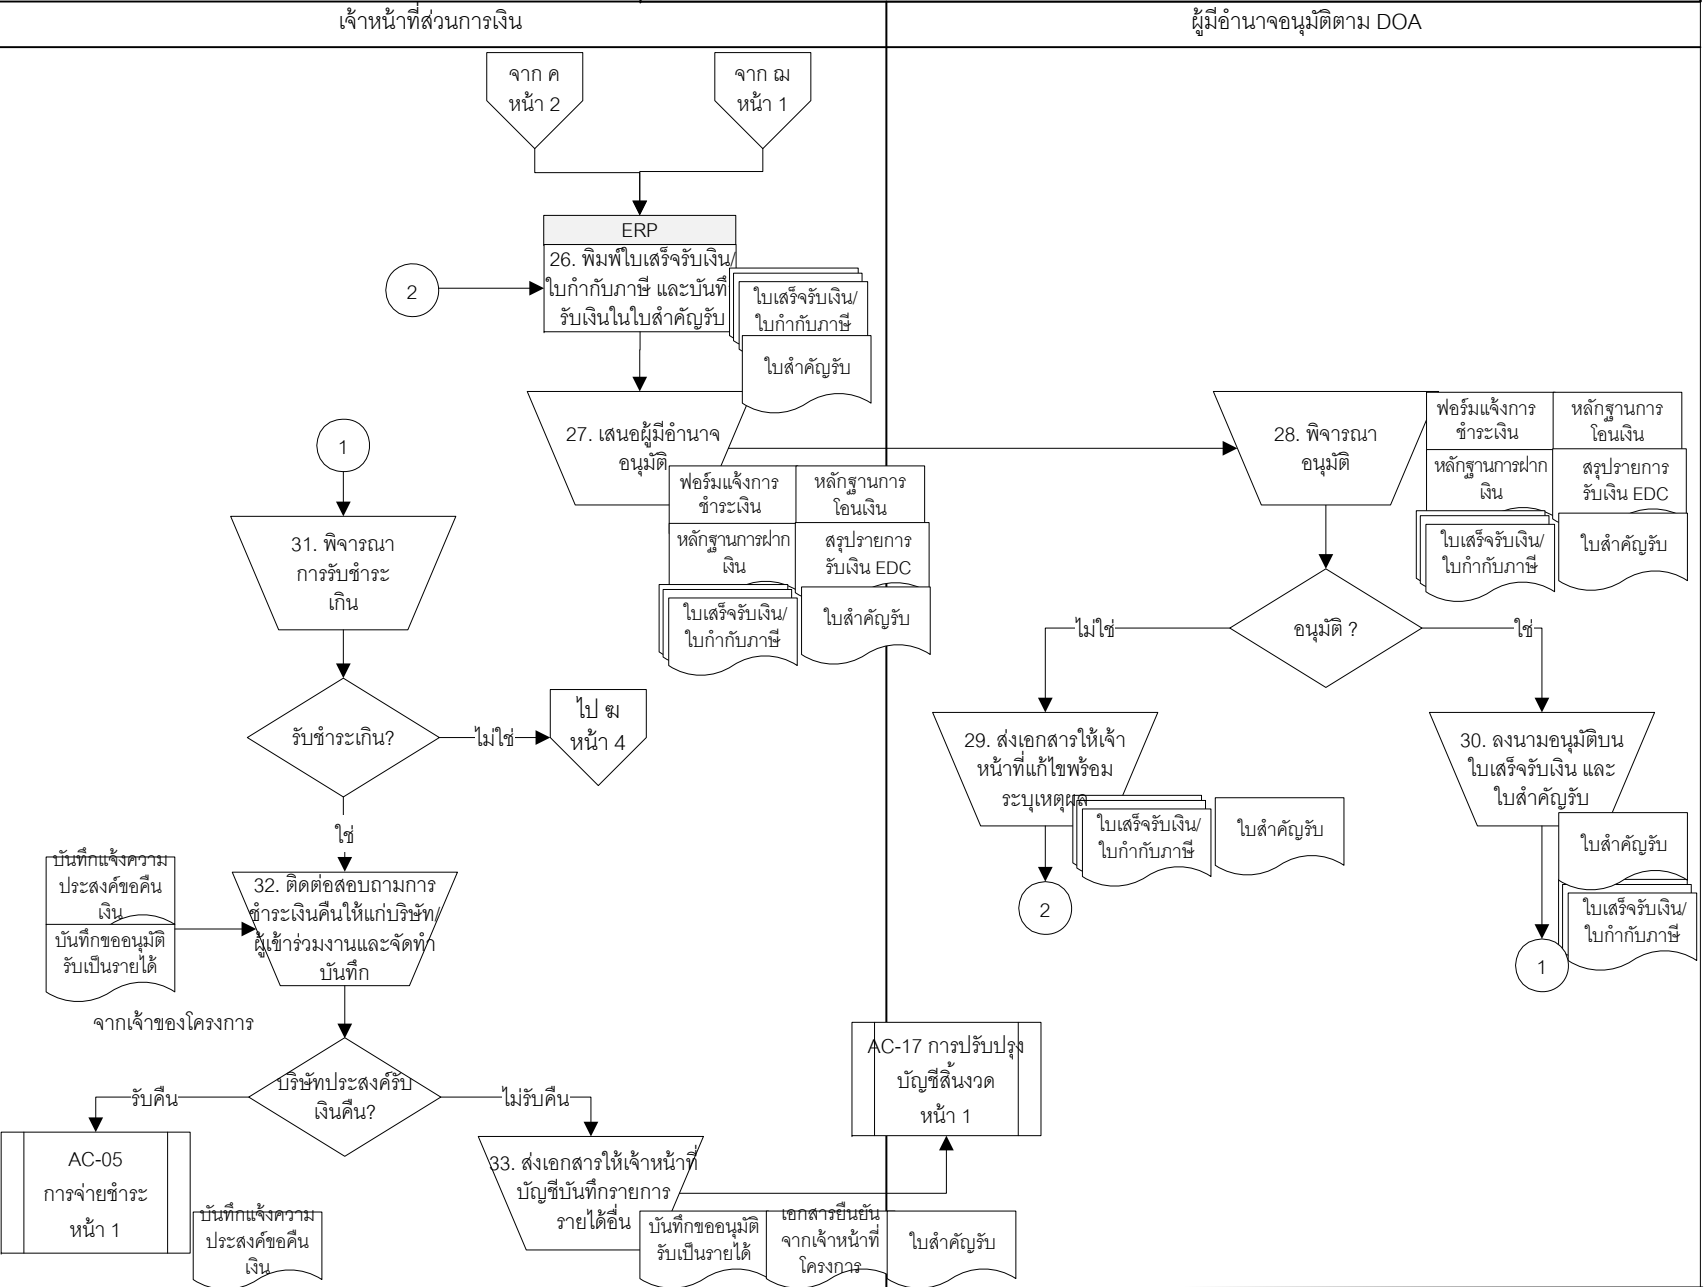 เจ้าหน้าที่ส่วนการเงิน
ผู้มีอำนาจอนุมัติตาม DOA
จาก ค
หน้า 2
จาก ฌ
หน้า 1
ERP
26. พิมพ์ใบเสร็จรับเงิน/
ใบกำกับภาษี และบันทึ
รับเงินในใบสำคัญรับ
2
ใบเสร็จรับเงิน/
ใบกำกับภาษี
ใบสำคัญรับ
27. เสนอผู้มีอำนาจ
อนุมัติ
ฟอร์มแจ้งการ
ชำระเงิน
หลักฐานการ
โอนเงิน
หลักฐานการฝาก
เงิน
สรุปรายการ
รับเงิน EDC
ใบเสร็จรับเงิน/
ใบกำกับภาษี
ใบสำคัญรับ
28. พิจารณา
อนุมัติ
ฟอร์มแจ้งการ
ชำระเงิน
หลักฐานการ
โอนเงิน
หลักฐานการฝาก
เงิน
สรุปรายการ
รับเงิน EDC
ใบเสร็จรับเงิน/
ใบกำกับภาษี
ใบสำคัญรับ
อนุมัติ ?
ไม่ใช่
ใช่
29. ส่งเอกสารให้เจ้า
หน้าที่แก้ไขพร้อม
ระบุเหตุผล
ใบเสร็จรับเงิน/
ใบกำกับภาษี
ใบสำคัญรับ
2
30. ลงนามอนุมัติบน
ใบเสร็จรับเงิน และ
ใบสำคัญรับ
ใบสำคัญรับ
ใบเสร็จรับเงิน/
ใบกำกับภาษี
1
1
31. พิจารณา
การรับชำระ
เกิน
รับชำระเกิน?
ไม่ใช่
ไป ฆ
หน้า 4
ใช่
บันทึกแจ้งความ
ประสงค์ขอคืน
เงิน
บันทึกขออนุมัติ
รับเป็นรายได้
จากเจ้าของโครงการ
32. ติดต่อสอบถามการ
ชำระเงินคืนให้แก่บริษัท/
ผู้เข้าร่วมงานและจัดทำ
บันทึก
บริษัทประสงค์รับ
เงินคืน?
รับคืน
ไม่รับคืน
AC-05
การจ่ายชำระ
หน้า 1
บันทึกแจ้งความ
ประสงค์ขอคืน
เงิน
33. ส่งเอกสารให้เจ้าหน้าที่
บัญชีบันทึกรายการ
รายได้อื่น
บันทึกขออนุมัติ
รับเป็นรายได้
เอกสารยืนยัน
จากเจ้าหน้าที่
โครงการ
ใบสำคัญรับ
AC-17 การปรับปรุง
บัญชีสิ้นงวด
หน้า 1